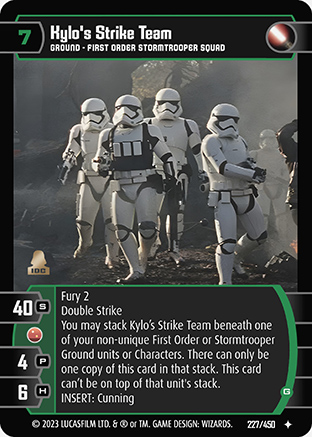 7
Kylo's Strike Team
GROUND - FIRST ORDER STORMTROOPER SQUAD
IDC
40 S
4 P
6 H
Fury 2
Double Strike
You may stack Kylo's Strike Team beneath one
of your non-unique First Order or Stormtrooper
Ground units or Characters. There can only be
one copy of this card in that stack. This card
can't be on top of that unit's stack.
INSERT: Cunning
G
© 2023 LUCASFILM LTD. & ® or TM. GAME DESIGN: WIZARDS.
227/450